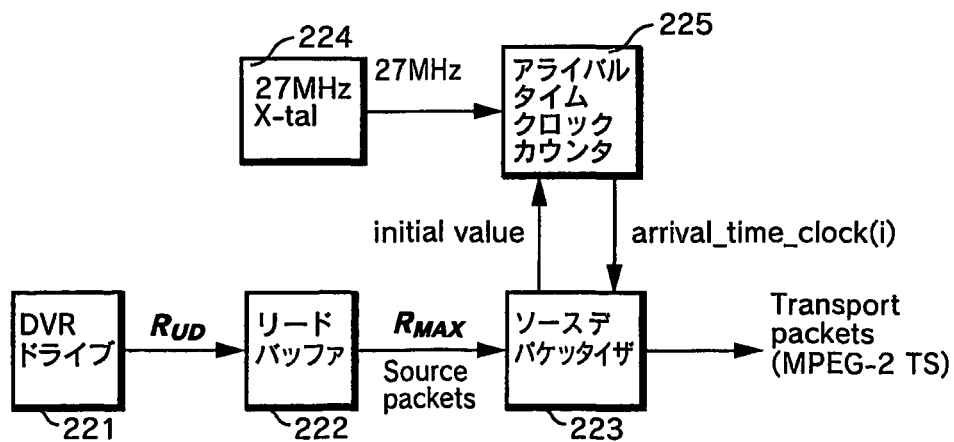 224
27MHz
X-tal
27MHz
225
アライバル
タイム
クロック
カウンタ
initial value
arrival_time_clock(i)
DVR
ドライブ
221
RUD
リード
バッファ
222
RMAX
Source
packets
ソースデ
パケッタイザ
223
Transport
packets
(MPEG-2 TS)